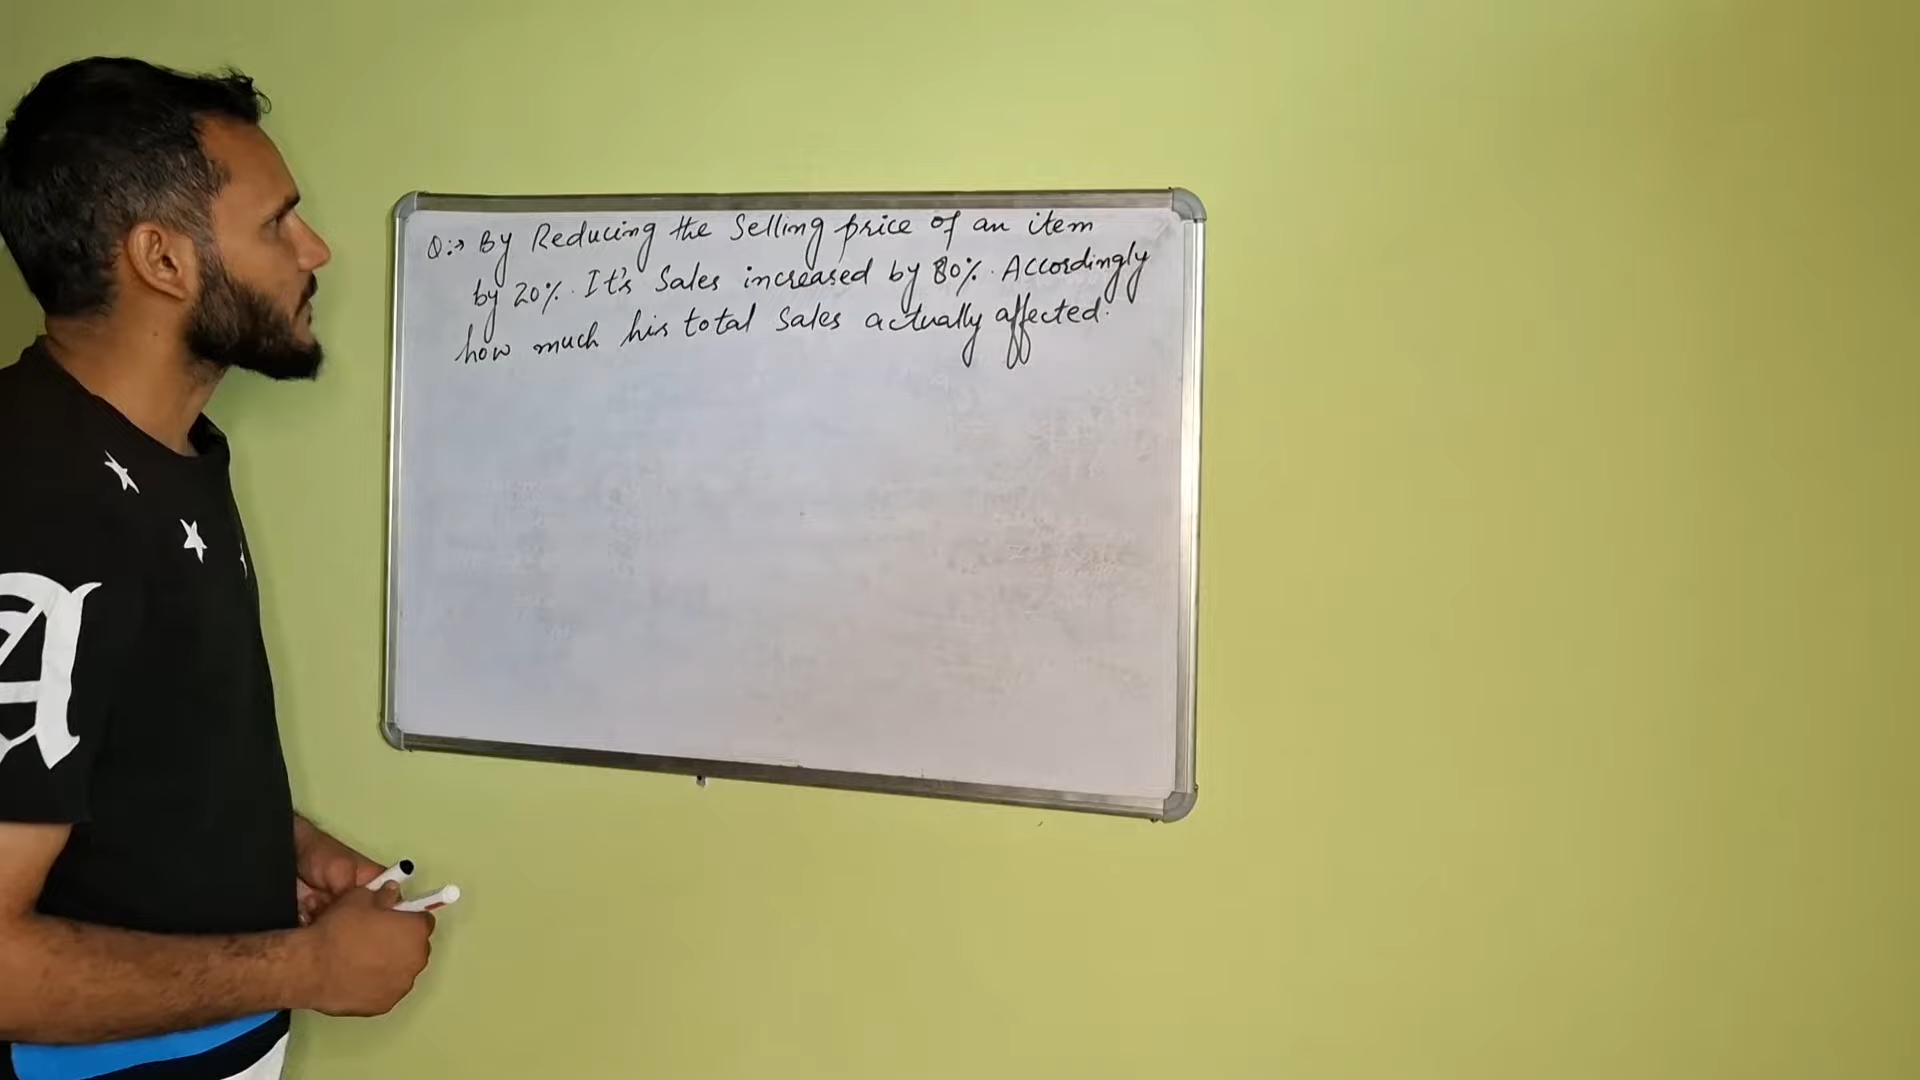 Q:→ By Reducing the Selling price of an item
by 20%. It's Sales increased by 80%. Accordingly
how much his total Sales actually affected.
A